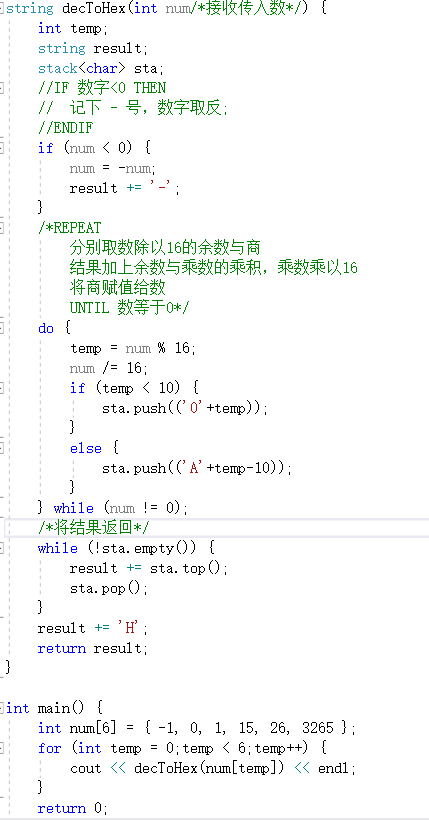 string decToHex(int num/*接收传入数*/) {
    int temp;
    string result;
    stack<char> sta;
    //IF 数字<0 THEN
    //  记下 - 号，数字取反;
    //ENDIF
    if (num < 0) {
        num = -num;
        result += '-';
    }
    /*REPEAT
        分别取数除以16的余数与商
        结果加上余数与乘数的乘积，乘数乘以16
        将商赋值给数
        UNTIL 数等于0*/
    do {
        temp = num % 16;
        num /= 16;
        if (temp < 10) {
            sta.push(('0'+temp));
        }
        else {
            sta.push(('A'+temp-10));
        }
    } while (num != 0);
    /*将结果返回*/
    while (!sta.empty()) {
        result += sta.top();
        sta.pop();
    }
    result += 'H';
    return result;
}
int main() {
    int num[6] = { -1, 0, 1, 15, 26, 3265 };
    for (int temp = 0;temp < 6;temp++) {
        cout << decToHex(num[temp]) << endl;
    }
    return 0;